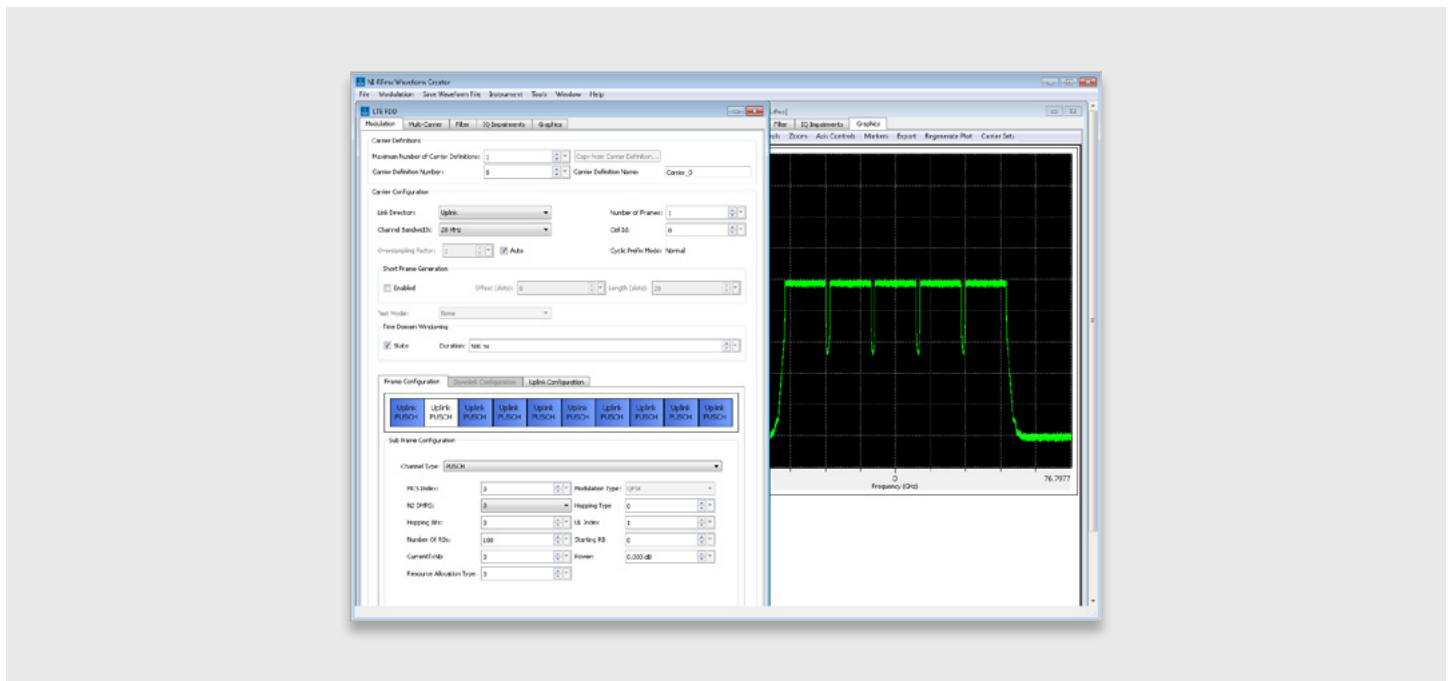 NI RFmx Waveform Creator
File Modulation Save Waveform File Instrument Tools Window Help
LTE FDD
Modulation Multi-Carrier Filter IQ Impairments Graphics
Filter IQ Impairments Graphics
Zoom Axis Controls Markers Export Regenerate Plot Carrier Sets
Carrier Definitions
Maximum Number of Carrier Definitions: 1 Copy from Carrier Definition...
Carrier Definition Number: 0 Carrier Definition Name: Carrier_0
Carrier Configuration
Link Direction: Uplink Number of Frames: 1
Channel Bandwidth: 20 MHz Cell Id: 0
Oversampling Factor: Auto Cyclic Prefix Mode: Normal
Short Frame Generation
Enabled Offset (slots): 0 Length (slots): 20
Test Model: None
Time Domain Windowing
State Duration:
Frame Configuration Downlink Configuration Uplink Configuration
Uplink Uplink Uplink Uplink Uplink Uplink Uplink Uplink Uplink Uplink
PUSCH PUSCH PUSCH PUSCH PUSCH PUSCH PUSCH PUSCH PUSCH PUSCH
Sub Frame Configuration
Channel Type: PUSCH
MCS Index: Modulation Type: QPSK
N2 DMRS: Hopping Type 0
Hopping Bits: UL Index 1
Number Of RBs: 100 Starting RB 0
CurrentTxNb: Power: 0.000 dB
Resource Allocation Type:
0 76.7977
Frequency (GHz)